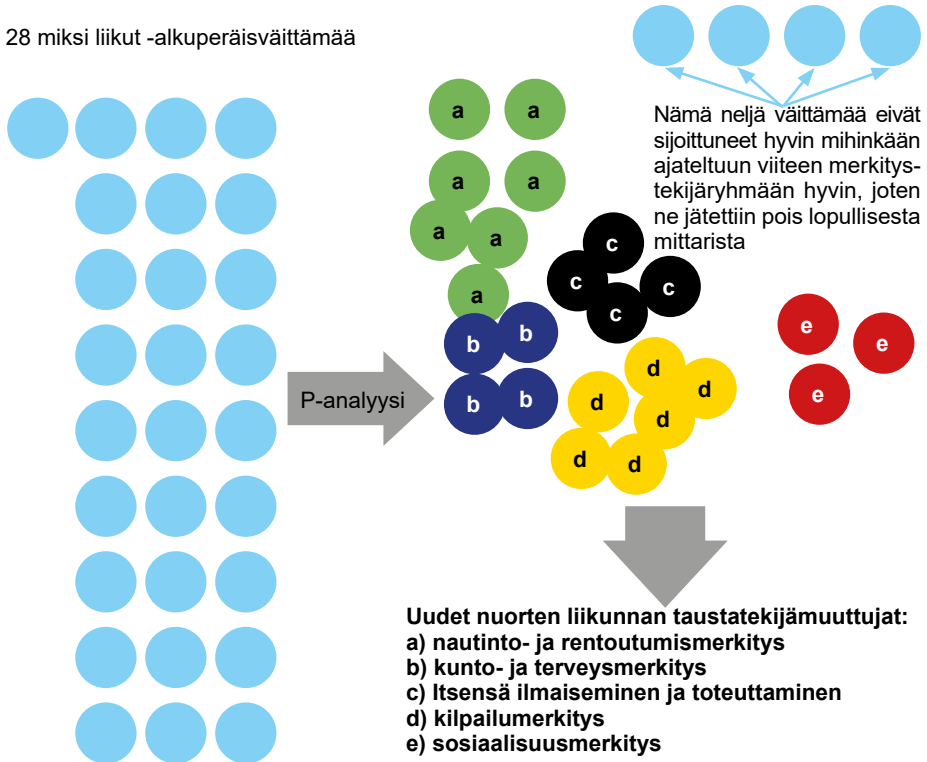 28 miksi liikut -alkuperäisväittämää
Nämä neljä väittämää eivät
sijoittuneet hyvin mihinkään
ajateltuun viiteen merkitys-
tekijäryhmään hyvin, joten
ne jätettiin pois lopullisesta
mittarista
a a
a a
a a
a
c
c c
c
b b
b b
e
e
e
d
d d
d
d d
P-analyysi
Uudet nuorten liikunnan taustatekijämuuttujat:
a) nautinto- ja rentoutumismerkitys
b) kunto- ja terveysmerkitys
c) Itsensä ilmaiseminen ja toteuttaminen
d) kilpailumerkitys
e) sosiaalisuusmerkitys